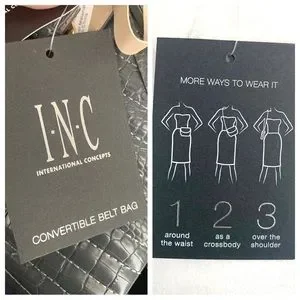 I·N·C
INTERNATIONAL CONCEPTS
CONVERTIBLE BELT BAG
MORE WAYS TO WEAR IT
1
around
the waist
2
as a
crossbody
3
over the
shoulder